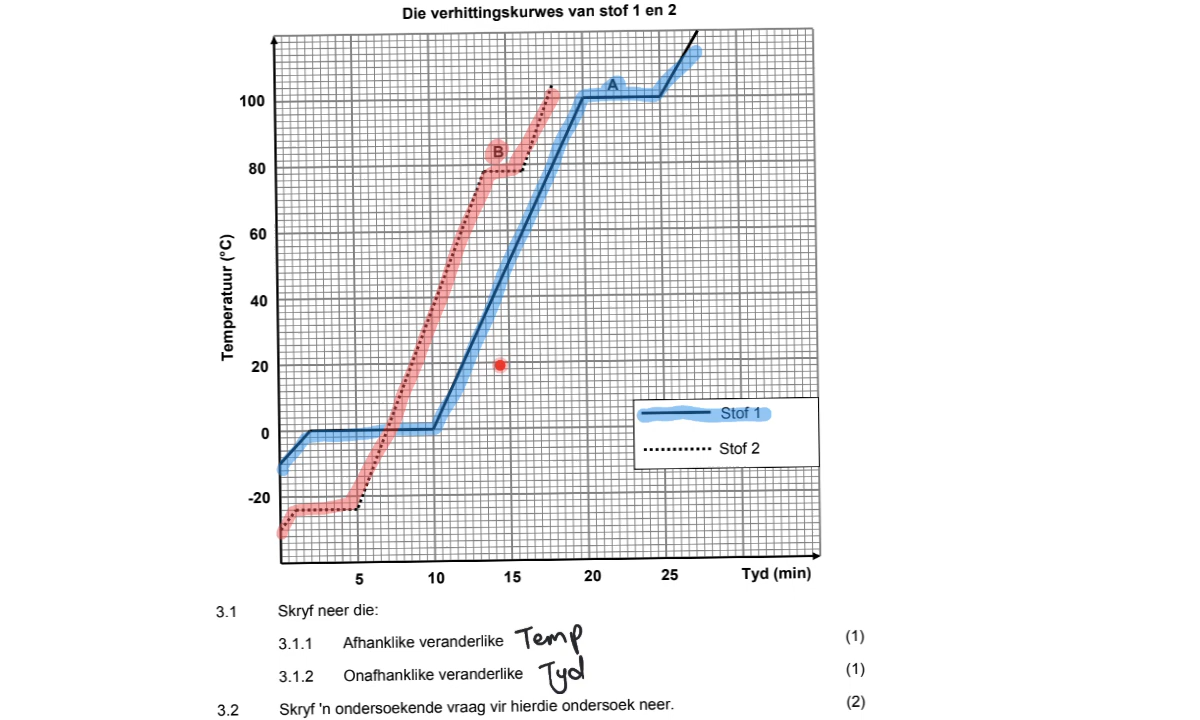 Die verhittingskurwes van stof 1 en 2
Temperatuur (°C)
100
80
60
40
20
0
-20
A
B
Stof 1
Stof 2
5 10 15 20 25 Tyd (min)
3.1 Skryf neer die:
3.1.1 Afhanklike veranderlike Temp (1)
3.1.2 Onafhanklike veranderlike Tyd (1)
3.2 Skryf 'n ondersoekende vraag vir hierdie ondersoek neer. (2)